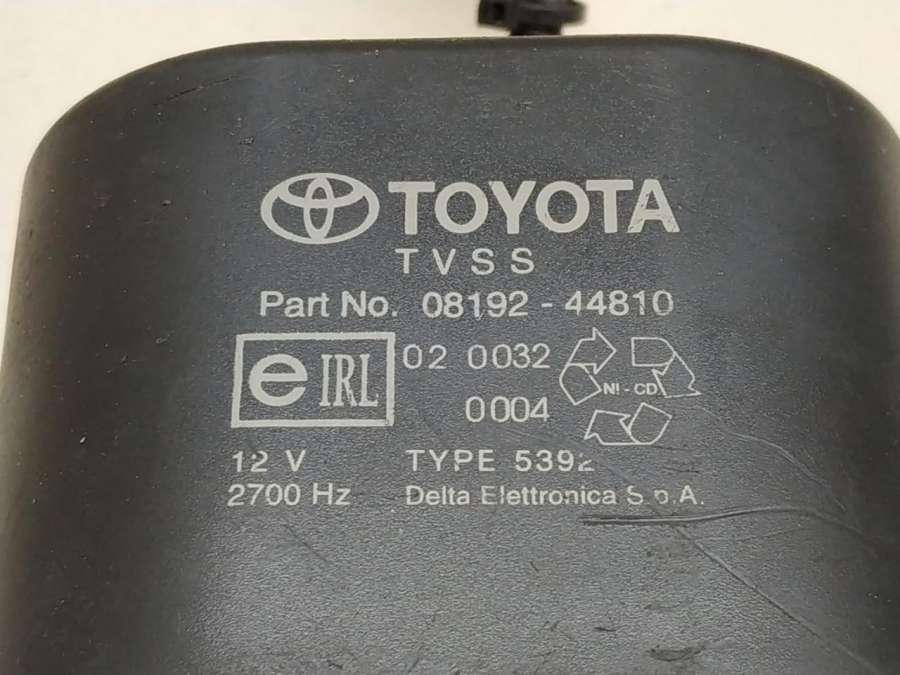 TOYOTA
TVSS
Part No. 08192-44810
e IRL 02 0032
0004
NI-CD
12 V TYPE 5392
2700 Hz Delta Elettronica S.p.A.